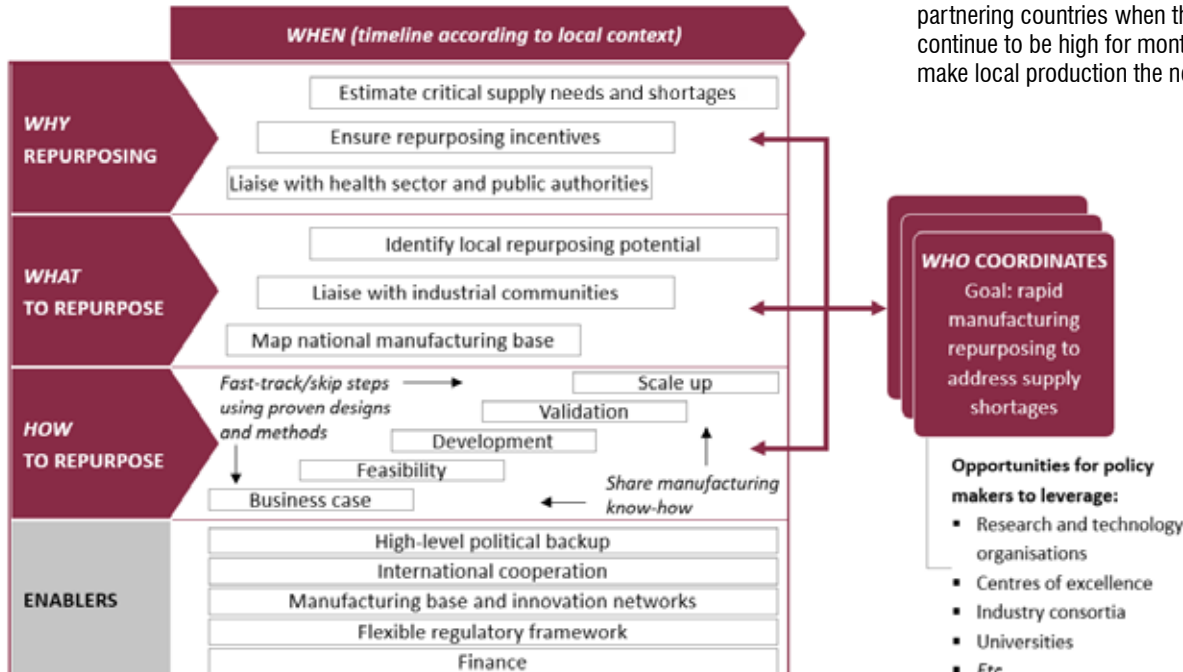 partnering countries when th
continue to be high for mont
make local production the ne
WHEN (timeline according to local context)
WHY
REPURPOSING
Estimate critical supply needs and shortages
Ensure repurposing incentives
Liaise with health sector and public authorities
WHAT
TO REPURPOSE
Identify local repurposing potential
Liaise with industrial communities
Map national manufacturing base
HOW
TO REPURPOSE
Fast-track/skip steps
using proven designs
and methods
Scale up
Validation
Development
Feasibility
Business case
Share manufacturing
know-how
ENABLERS
High-level political backup
International cooperation
Manufacturing base and innovation networks
Flexible regulatory framework
Finance
WHO COORDINATES
Goal: rapid
manufacturing
repurposing to
address supply
shortages
Opportunities for policy
makers to leverage:
▪ Research and technology
organisations
▪ Centres of excellence
▪ Industry consortia
▪ Universities
▪ Etc